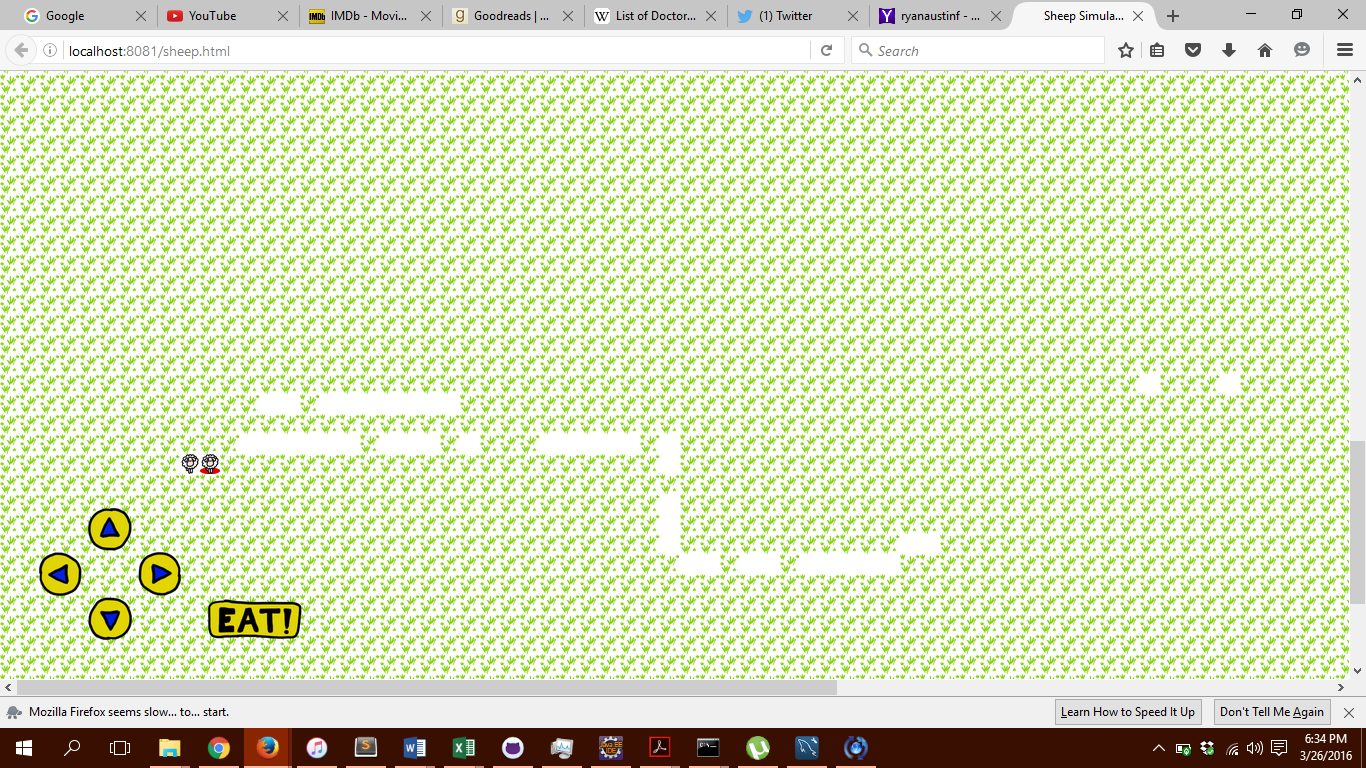 Google
YouTube
IMDb - Movi...
Goodreads | ...
List of Doctor...
(1) Twitter
ryanaustinf - ...
Sheep Simula...
localhost:8081/sheep.html
Search
EAT!
Mozilla Firefox seems slow... to... start.
Learn How to Speed It Up
Don't Tell Me Again
6:34 PM
3/26/2016